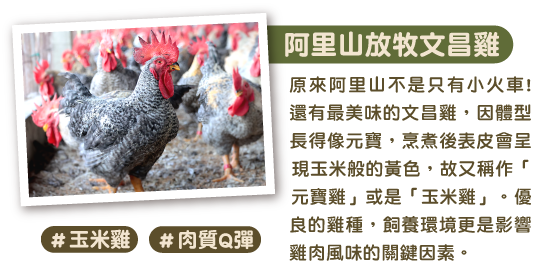 阿里山放牧文昌雞
原來阿里山不是只有小火車!
還有最美味的文昌雞，因體型
長得像元寶，烹煮後表皮會呈
現玉米般的黃色，故又稱作「
元寶雞」或是「玉米雞」。優
良的雞種，飼養環境更是影響
雞肉風味的關鍵因素。
#玉米雞
#肉質Q彈